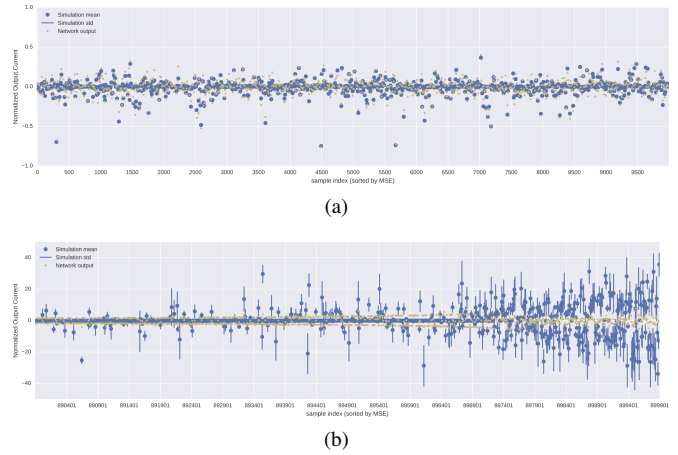 1.0
Simulation mean
Simulation std
Network output
0.5
0.0
−0.5
−1.0
Normalized Output Current
0 500 1000 1500 2000 2500 3000 3500 4000 4500 5000 5500 6000 6500 7000 7500 8000 8500 9000 9500
sample index (sorted by MSE)
(a)
Simulation mean
Simulation std
Network output
40
20
0
−20
−40
Normalized Output Current
890401 890901 891401 891901 892401 892901 893401 893901 894401 894901 895401 895901 896401 896901 897401 897901 898401 898901 899401 899901
sample index (sorted by MSE)
(b)